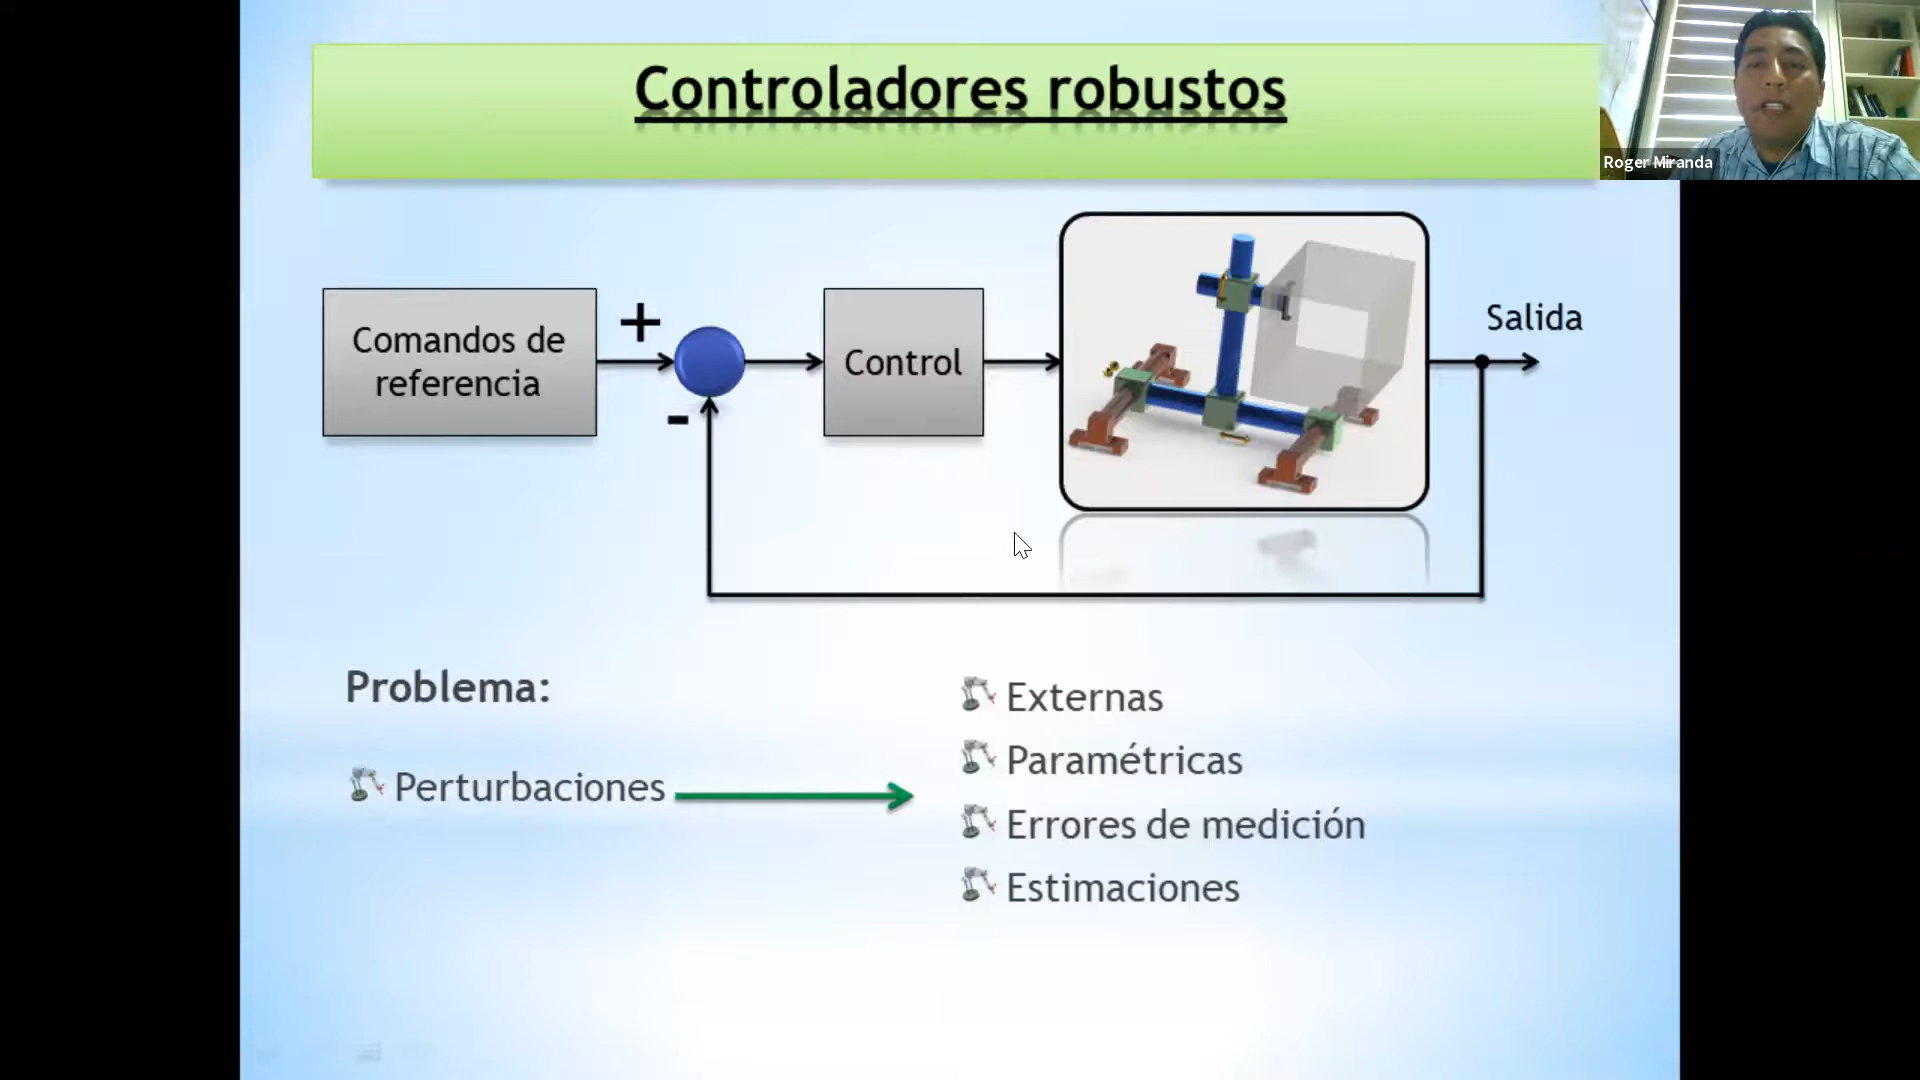 Controladores robustos
Roger Miranda
Comandos de
referencia
+
-
Control
Salida
Problema:
Perturbaciones
Externas
Paramétricas
Errores de medición
Estimaciones